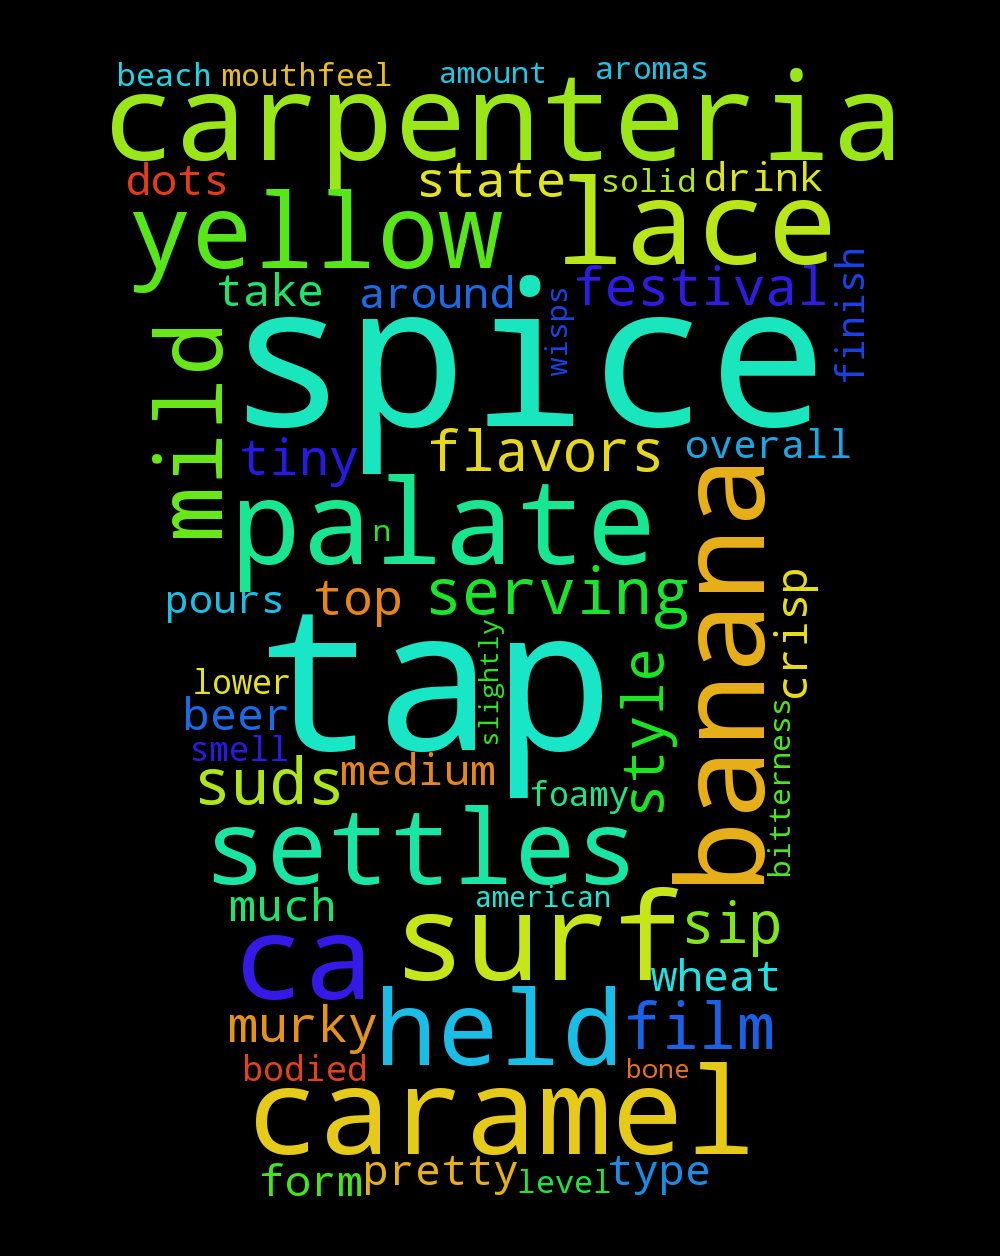 beach mouthfeel amount aromas
carpenteria
dots state solid drink
yellow lace
take around wisps festival finish
mild spice
tiny flavors overall
palate n banana
pours top serving crisp
tap slightly style
lower
beer
smell
suds medium foamy bitterness
settles
much american
ca surf sip
wheat
murky held film
bodied bone
caramel
form pretty level type